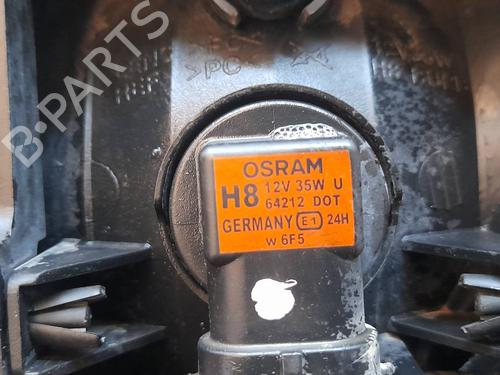 >PC
B-PARTS
OSRAM
H8 12V 35W U
64212 DOT
GERMANY E1 24H
w 6F5